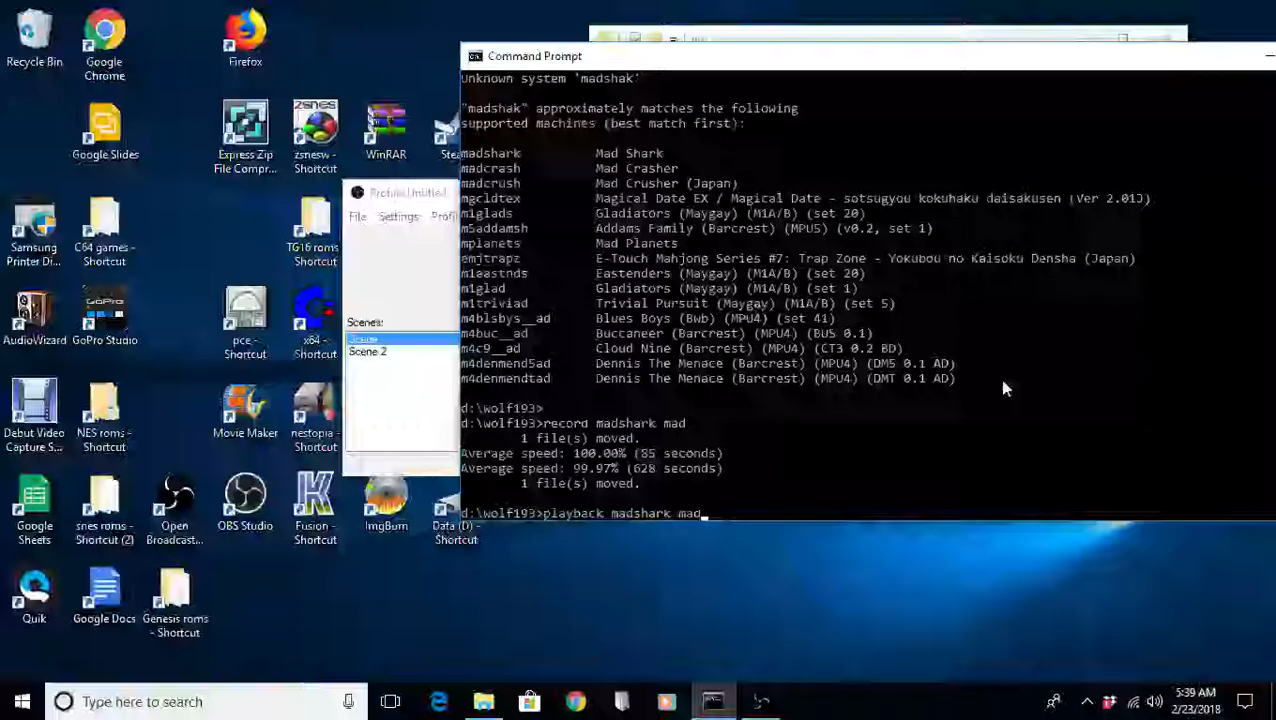 Recycle Bin
Google
Chrome
Firefox
Google Slides
Express Zip
File Compr...
zsnesw -
Shortcut
WinRAR
Samsung
Printer Di...
C64 games -
Shortcut
TG16 roms
- Shortcut
AudioWizard
GoPro Studio
pce -
Shortcut
x64 -
Shortcut
Debut Video
Capture S...
NES roms -
Shortcut
Movie Maker
nestopia -
Shortcut
Google
Sheets
snes roms -
Shortcut (2)
Open
Broadcast...
OBS Studio
Fusion -
Shortcut
ImgBurn
Data (D) -
Shortcut
Quik
Google Docs
Genesis roms
- Shortcut
File Settings
Scenes:
Scene
Scene 2
Command Prompt
Unknown system 'madshak'
"madshak" approximately matches the following
supported machines (best match first):
madshark Mad Shark
madcrash Mad Crasher
madcrush Mad Crusher (Japan)
mgcldtex Magical Date EX / Magical Date - sotsugyou kokuhaku daisakusen (Ver 2.01J)
m1glads Gladiators (Maygay) (M1A/B) (set 20)
m5addamsh Addams Family (Barcrest) (MPU5) (v0.2, set 1)
mplanets Mad Planets
emjtrapz E-Touch Mahjong Series #7: Trap Zone - Yokubou no Kaisoku Densha (Japan)
m1eastnds Eastenders (Maygay) (M1A/B) (set 20)
m1glad Gladiators (Maygay) (M1A/B) (set 1)
m1triviad Trivial Pursuit (Maygay) (M1A/B) (set 5)
m4blsbys__ad Blues Boys (Bwb) (MPU4) (set 41)
m4buc__ad Buccaneer (Barcrest) (MPU4) (BUS 0.1)
m4c9__ad Cloud Nine (Barcrest) (MPU4) (CT3 0.2 BD)
m4denmend5ad Dennis The Menace (Barcrest) (MPU4) (DM5 0.1 AD)
m4denmendtad Dennis The Menace (Barcrest) (MPU4) (DMT 0.1 AD)
d:\wolf193>
d:\wolf193>record madshark mad
1 file(s) moved.
Average speed: 100.00% (85 seconds)
Average speed: 99.97% (628 seconds)
1 file(s) moved.
d:\wolf193>playback madshark mad
Type here to search
5:39 AM
2/23/2018